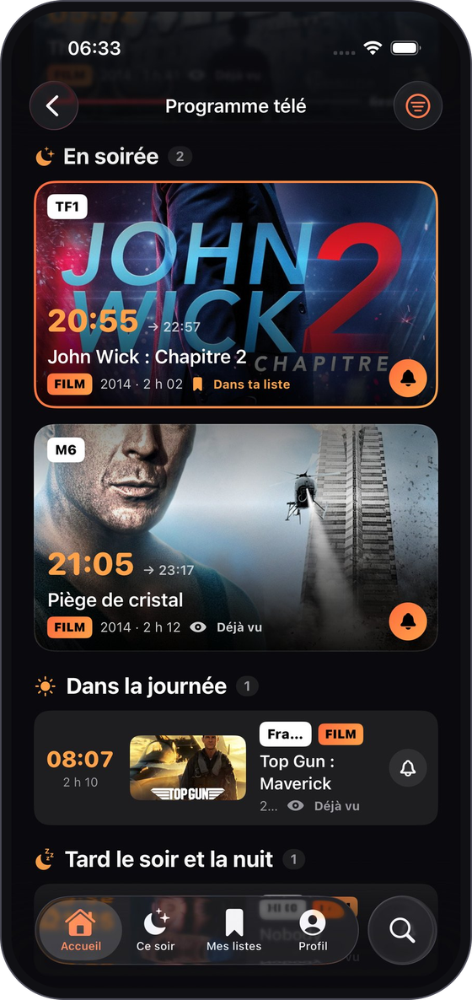 06:33
Programme télé
En soirée 2
TF1
JOHN
WICK 2
CHAPITRE
20:55 → 22:57
John Wick : Chapitre 2
FILM 2014 · 2 h 02 Dans ta liste
M6
21:05 → 23:17
Piège de cristal
FILM 2014 · 2 h 12 Déjà vu
Dans la journée 1
Fra... FILM
08:07
2 h 10
TOP GUN
Top Gun :
Maverick
2... Déjà vu
Tard le soir et la nuit 1
Accueil
Ce soir
Mes listes
Profil